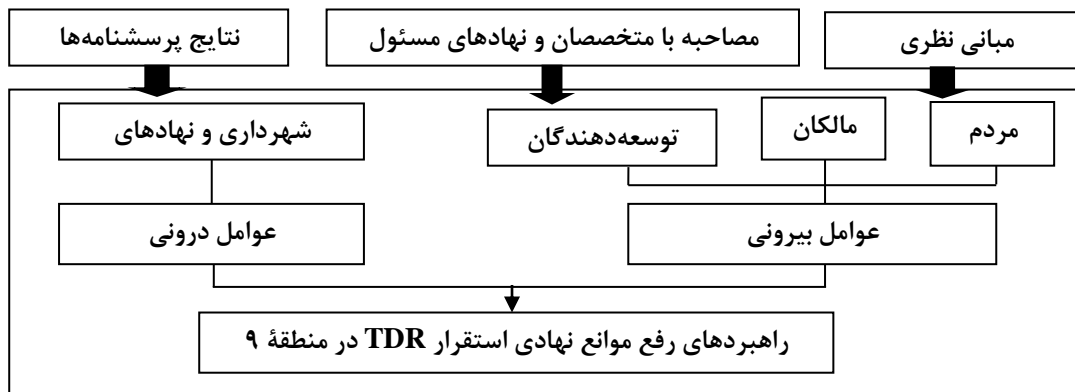 مبانی نظری
مصاحبه با متخصصان و نهادهای مسئول
نتایج پرسشنامه‌ها
مردم
مالکان
توسعه‌دهندگان
شهرداری و نهادهای
عوامل بیرونی
عوامل درونی
راهبردهای رفع موانع نهادی استقرار TDR در منطقهٔ ۹